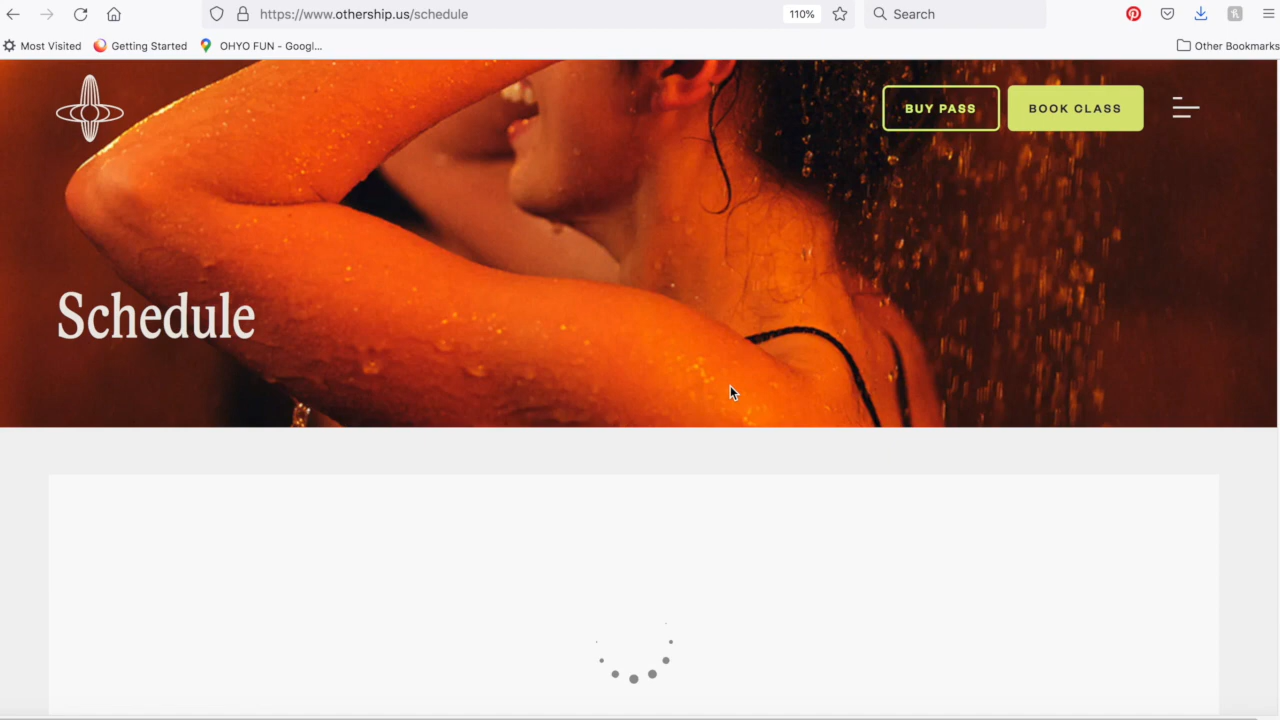 https://www.othership.us/schedule
110%
Search
Most Visited
Getting Started
OHYO FUN - Googl...
Other Bookmarks
BUY PASS
BOOK CLASS
Schedule